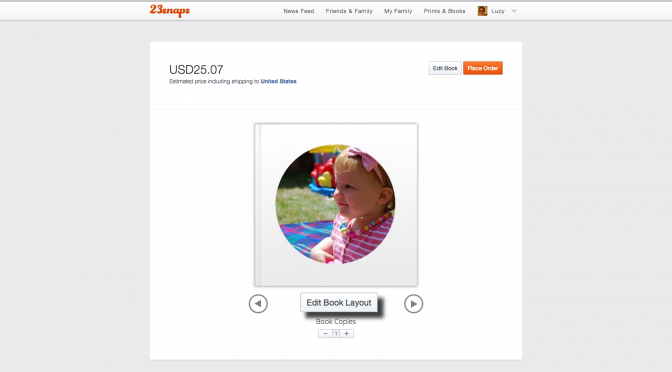 23snaps
News Feed Friends & Family My Family Prints & Books Lucy
USD25.07
Estimated price including shipping to United States
Edit Book Place Order
Edit Book Layout
Book Copies
− 1 +